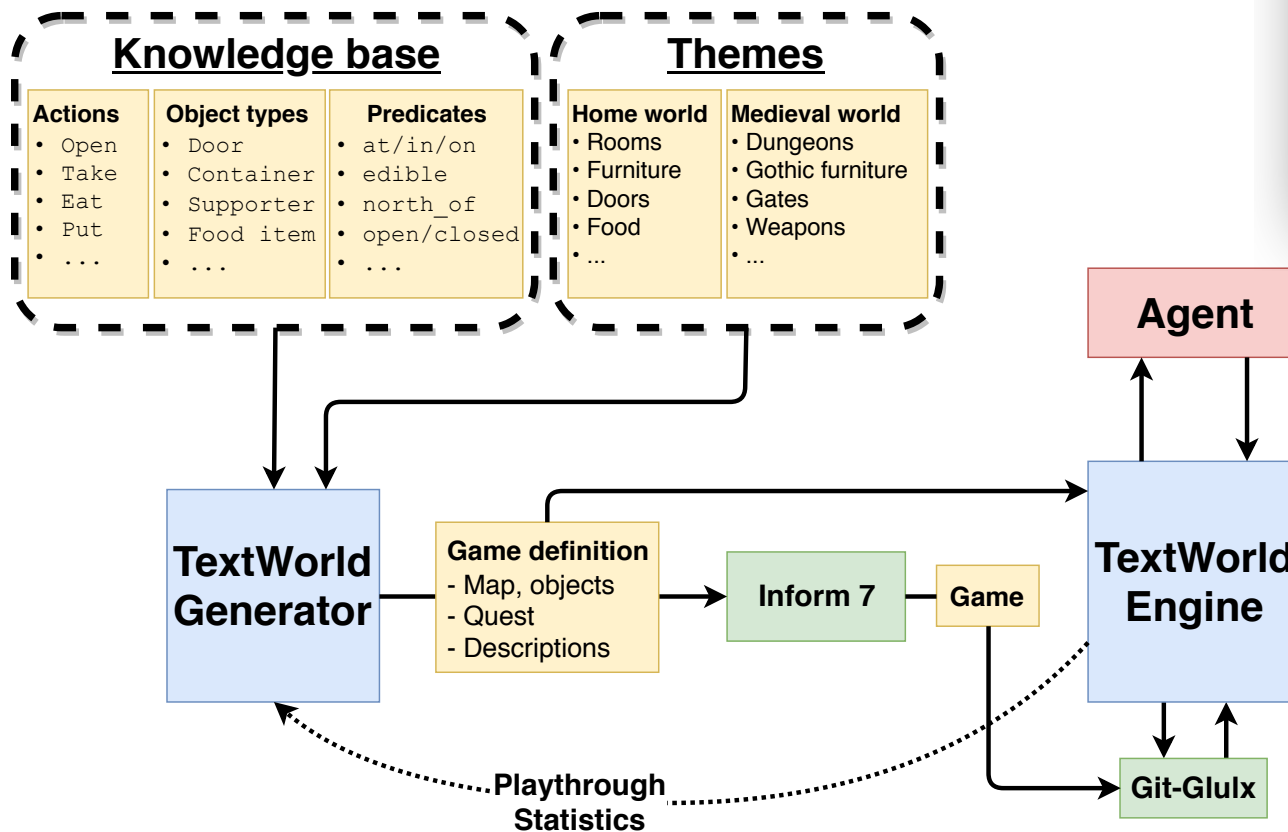 Knowledge base
Actions
• Open
• Take
• Eat
• Put
• ...
Object types
• Door
• Container
• Supporter
• Food item
• ...
Predicates
• at/in/on
• edible
• north_of
• open/closed
• ...
Themes
Home world
• Rooms
• Furniture
• Doors
• Food
• ...
Medieval world
• Dungeons
• Gothic furniture
• Gates
• Weapons
• ...
Agent
TextWorld
Generator
Game definition
- Map, objects
- Quest
- Descriptions
Inform 7
Game
TextWorld
Engine
Playthrough
Statistics
Git-Glulx